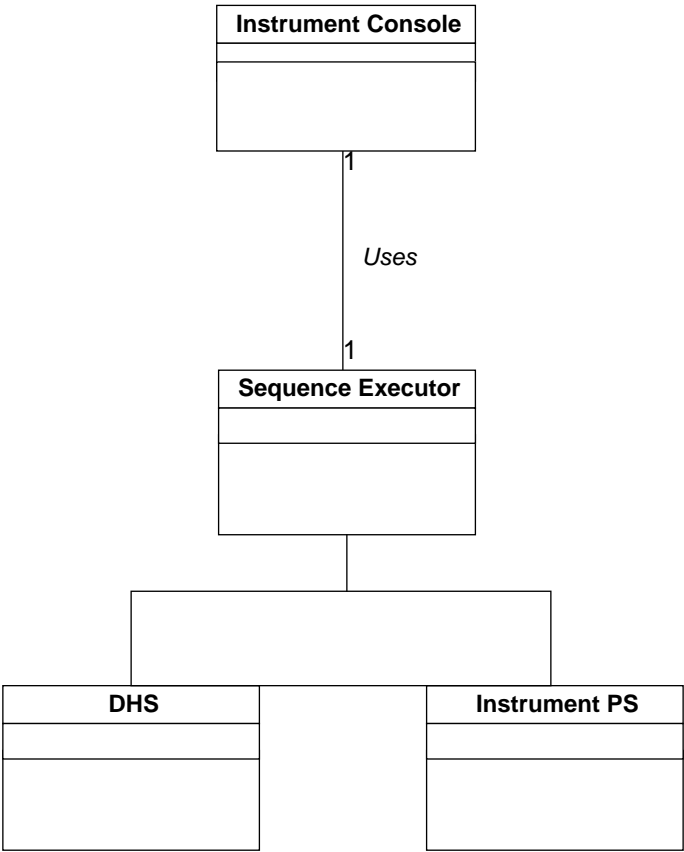 Instrument Console
1
Uses
1
Sequence Executor
DHS
Instrument PS